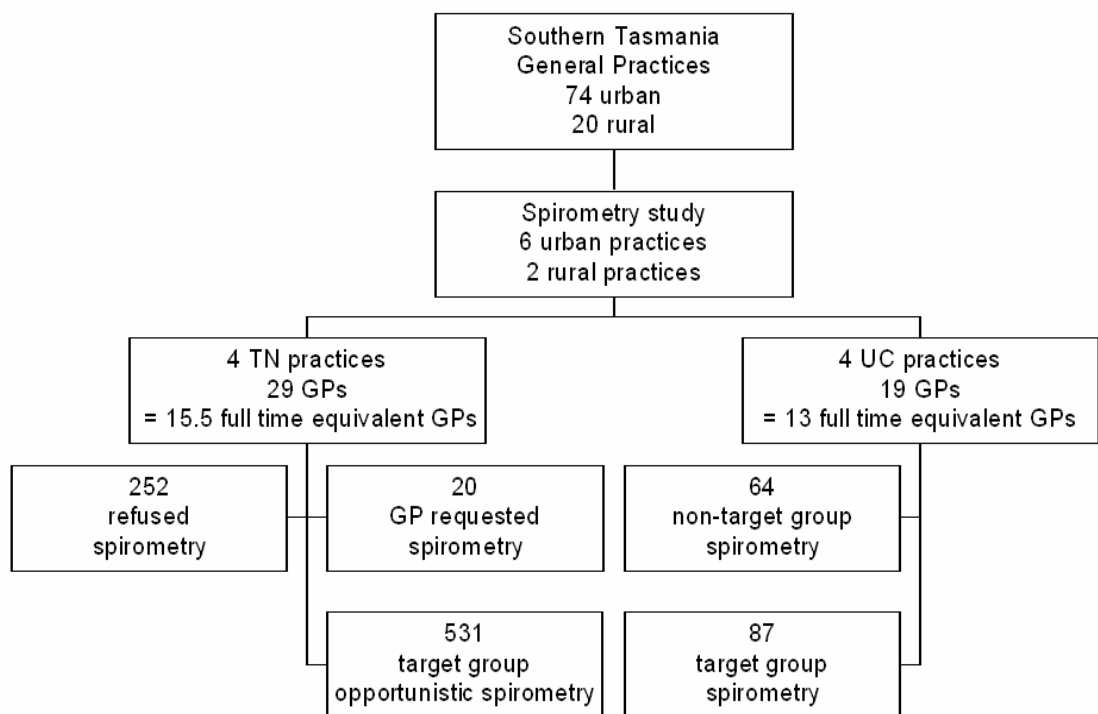 Southern Tasmania
General Practices
74 urban
20 rural
Spirometry study
6 urban practices
2 rural practices
4 TN practices
29 GPs
= 15.5 full time equivalent GPs
4 UC practices
19 GPs
= 13 full time equivalent GPs
252
refused
spirometry
20
GP requested
spirometry
64
non-target group
spirometry
531
target group
opportunistic spirometry
87
target group
spirometry